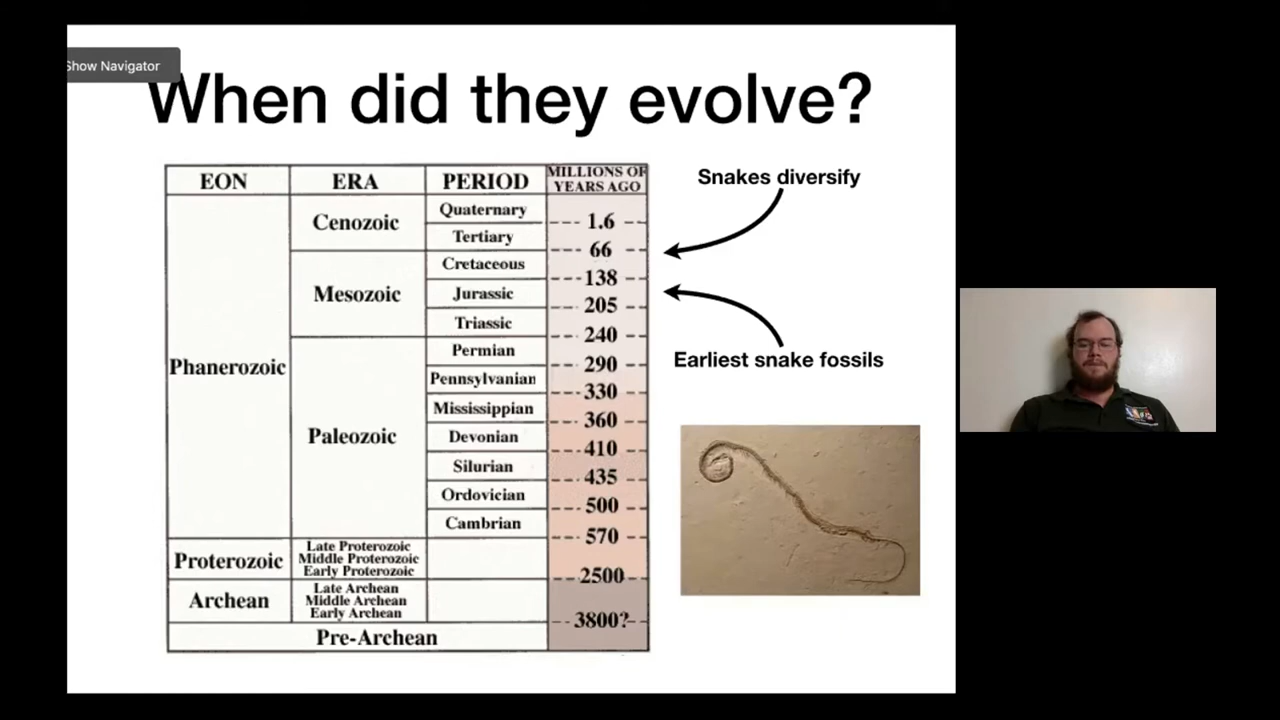 Show Navigator
When did they evolve?
EON ERA PERIOD MILLIONS OF
YEARS AGO
Snakes diversify
Phanerozoic
Cenozoic
Quaternary
1.6
Tertiary
66
Mesozoic
Cretaceous
138
Jurassic
205
Triassic
240
Earliest snake fossils
Paleozoic
Permian
290
Pennsylvanian
330
Mississippian
360
Devonian
410
Silurian
435
Ordovician
500
Cambrian
570
Proterozoic
Late Proterozoic
Middle Proterozoic
Early Proterozoic
2500
Archean
Late Archean
Middle Archean
Early Archean
3800?
Pre-Archean